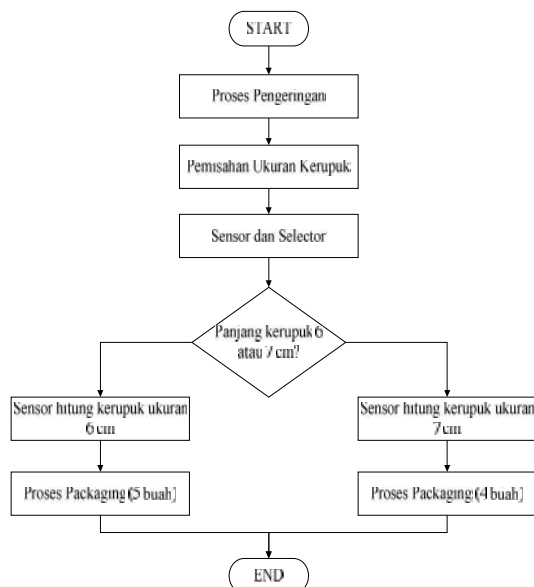 START
Proses Pengeringan
Pemisahan Ukuran Kerupuk
Sensor dan Selector
Panjang kerupuk 6
atau 7 cm?
Sensor hitung kerupuk ukuran
6 cm
Sensor hitung kerupuk ukuran
7 cm
Proses Packaging (5 buah)
Proses Packaging (4 buah)
END